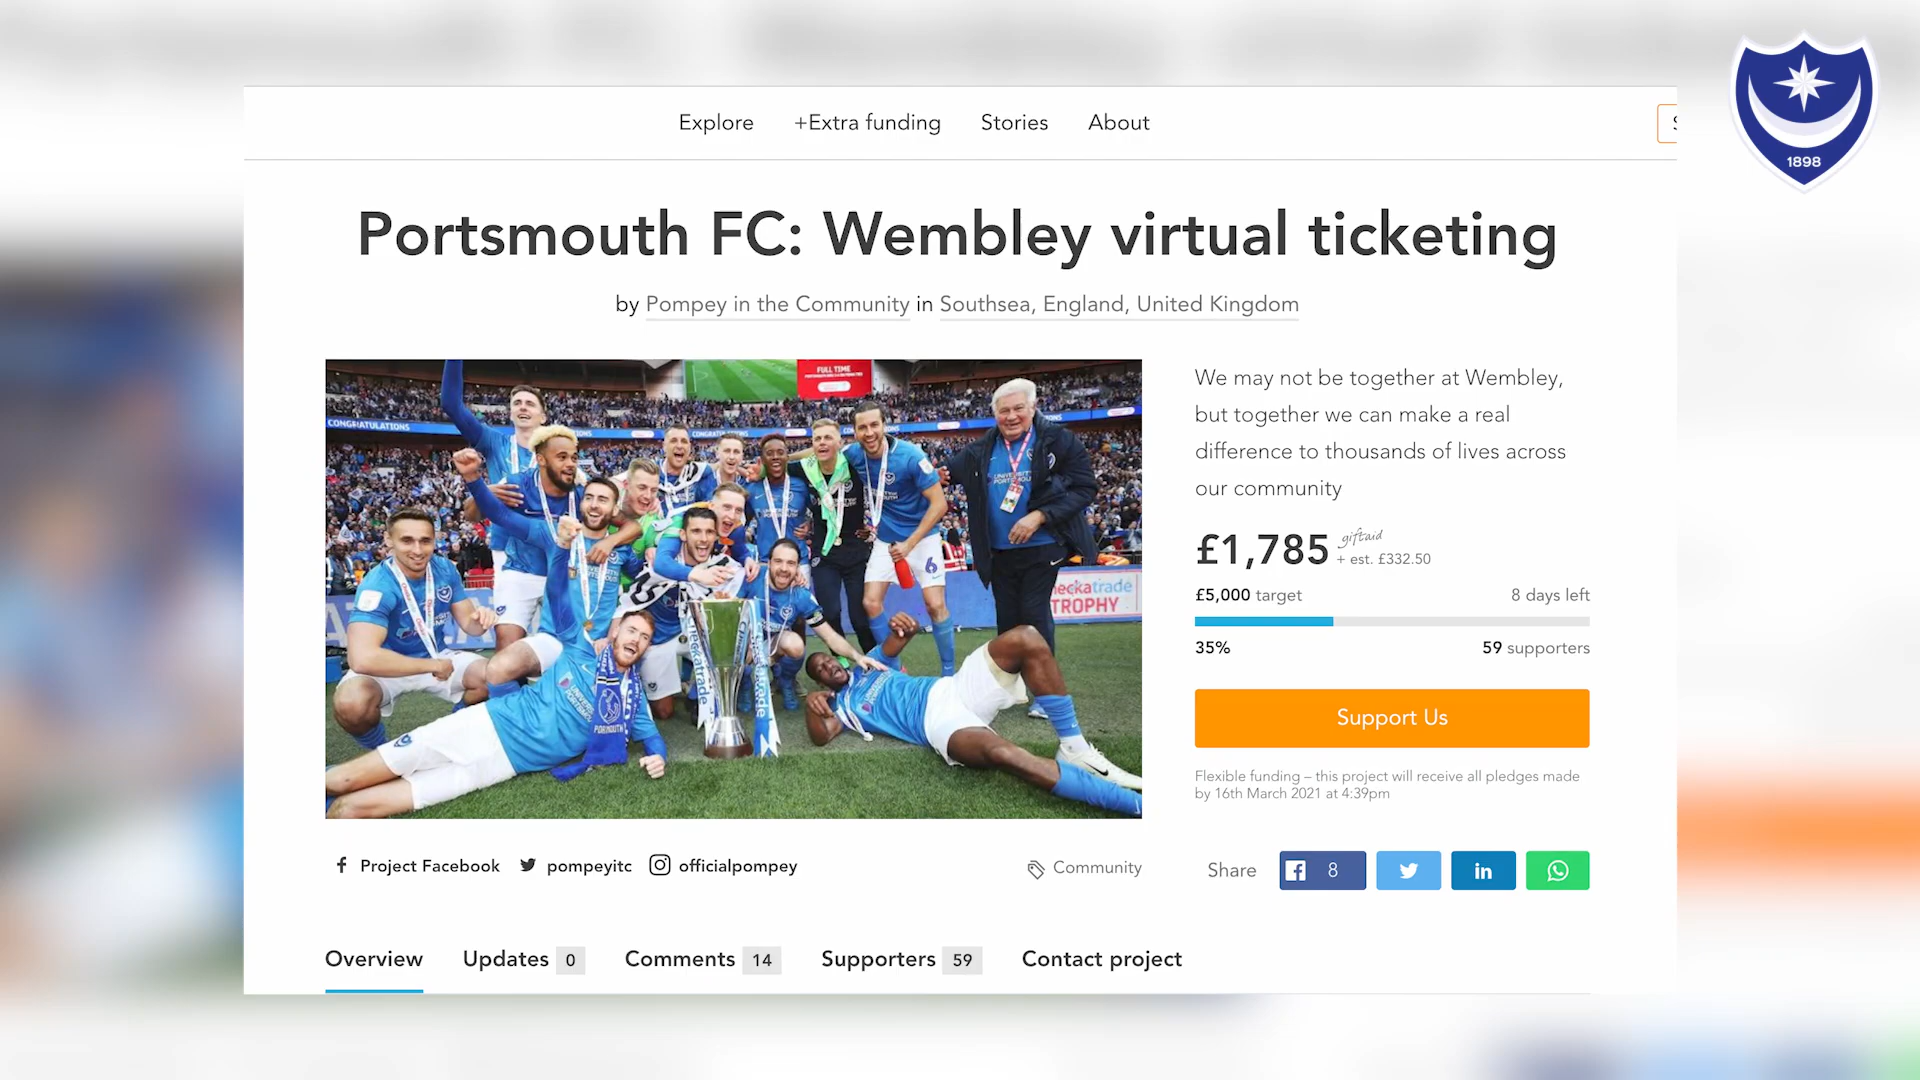 1898
Explore +Extra funding Stories About
Portsmouth FC: Wembley virtual ticketing
by Pompey in the Community in Southsea, England, United Kingdom
FULL TIME
CONGRATULATIONS
checkatrade
TROPHY
6
PORTSMOUTH
checkatrade
We may not be together at Wembley,
but together we can make a real
difference to thousands of lives across
our community
£1,785 giftaid
+ est. £332.50
£5,000 target 8 days left
35% 59 supporters
Support Us
Flexible funding – this project will receive all pledges made
by 16th March 2021 at 4:39pm
Project Facebook pompeyitc officialpompey Community
Share 8
in
Overview Updates 0 Comments 14 Supporters 59 Contact project